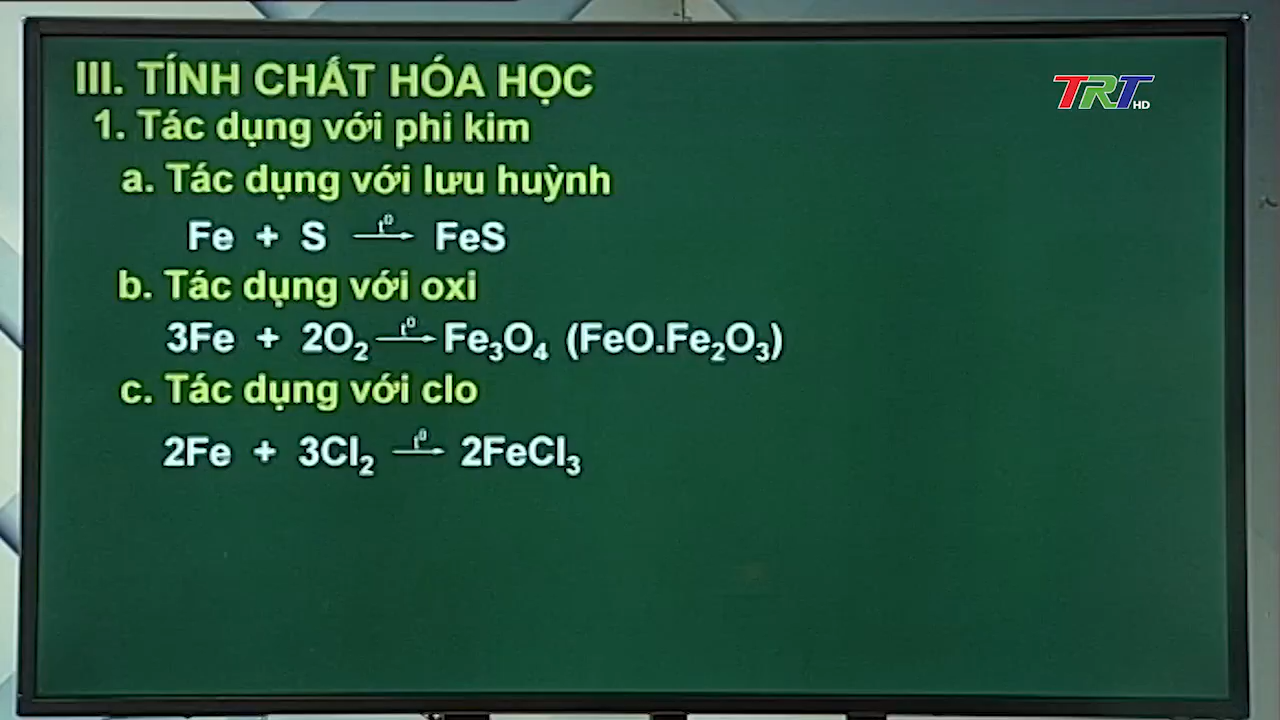 III. TÍNH CHẤT HÓA HỌC
TRT HD
1. Tác dụng với phi kim
a. Tác dụng với lưu huỳnh
Fe + S t⁰→ FeS
b. Tác dụng với oxi
3Fe + 2O₂ t⁰→ Fe₃O₄ (FeO.Fe₂O₃)
c. Tác dụng với clo
2Fe + 3Cl₂ t⁰→ 2FeCl₃